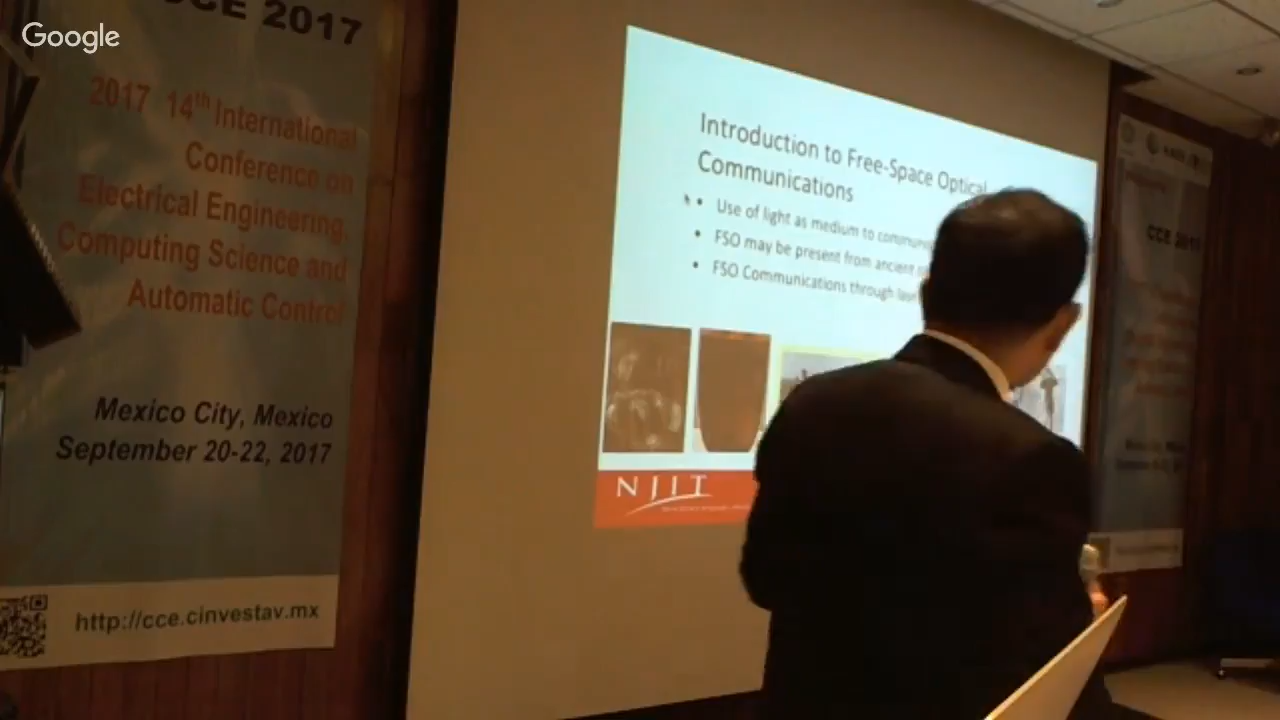 Google
CCE 2017
2017 14th International
Conference on
Electrical Engineering,
Computing Science and
Automatic Control
Mexico City, Mexico
September 20-22, 2017
http://cce.cinvestav.mx
Introduction to Free-Space Optical
Communications
• Use of light as medium to
• FSO may be present from ancient
• FSO Communications through
NJIT
CCE